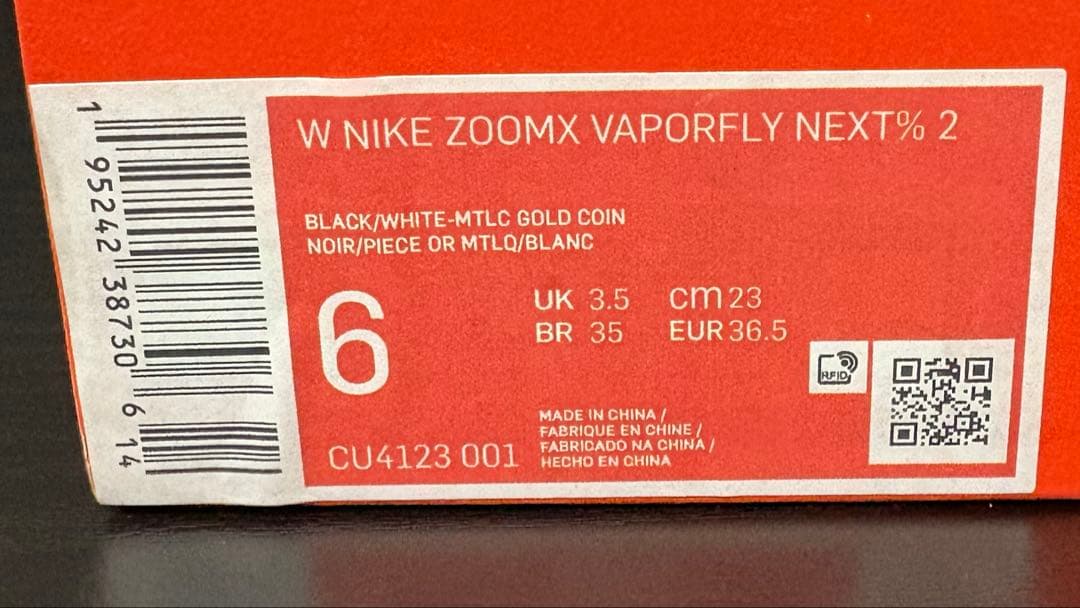 W NIKE ZOOMX VAPORFLY NEXT% 2
BLACK/WHITE-MTLC GOLD COIN
NOIR/PIECE OR MTLQ/BLANC
6
UK 3.5 cm 23
BR 35 EUR 36.5
RFID
MADE IN CHINA /
FABRIQUE EN CHINE /
FABRICADO NA CHINA /
HECHO EN CHINA
CU4123 001
1 95242 38730 6 14